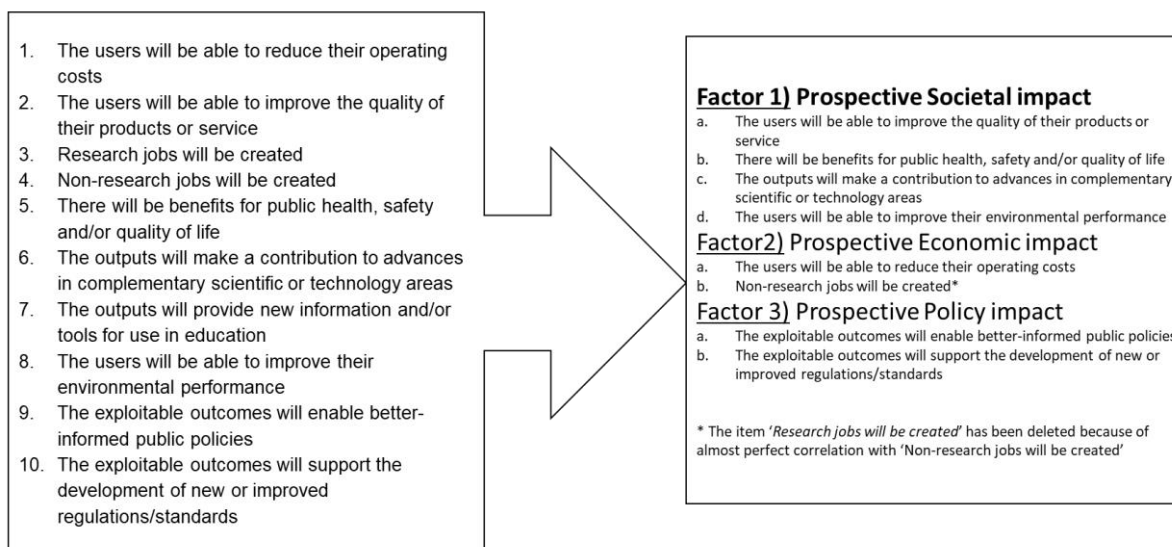 1. The users will be able to reduce their operating
costs
2. The users will be able to improve the quality of
their products or service
3. Research jobs will be created
4. Non-research jobs will be created
5. There will be benefits for public health, safety
and/or quality of life
6. The outputs will make a contribution to advances
in complementary scientific or technology areas
7. The outputs will provide new information and/or
tools for use in education
8. The users will be able to improve their
environmental performance
9. The exploitable outcomes will enable better-
informed public policies
10. The exploitable outcomes will support the
development of new or improved
regulations/standards
Factor 1) Prospective Societal impact
a. The users will be able to improve the quality of their products or
service
b. There will be benefits for public health, safety and/or quality of life
c. The outputs will make a contribution to advances in complementary
scientific or technology areas
d. The users will be able to improve their environmental performance
Factor2) Prospective Economic impact
a. The users will be able to reduce their operating costs
b. Non-research jobs will be created*
Factor 3) Prospective Policy impact
a. The exploitable outcomes will enable better-informed public policies
b. The exploitable outcomes will support the development of new or
improved regulations/standards
* The item ‘Research jobs will be created’ has been deleted because of
almost perfect correlation with ‘Non-research jobs will be created’